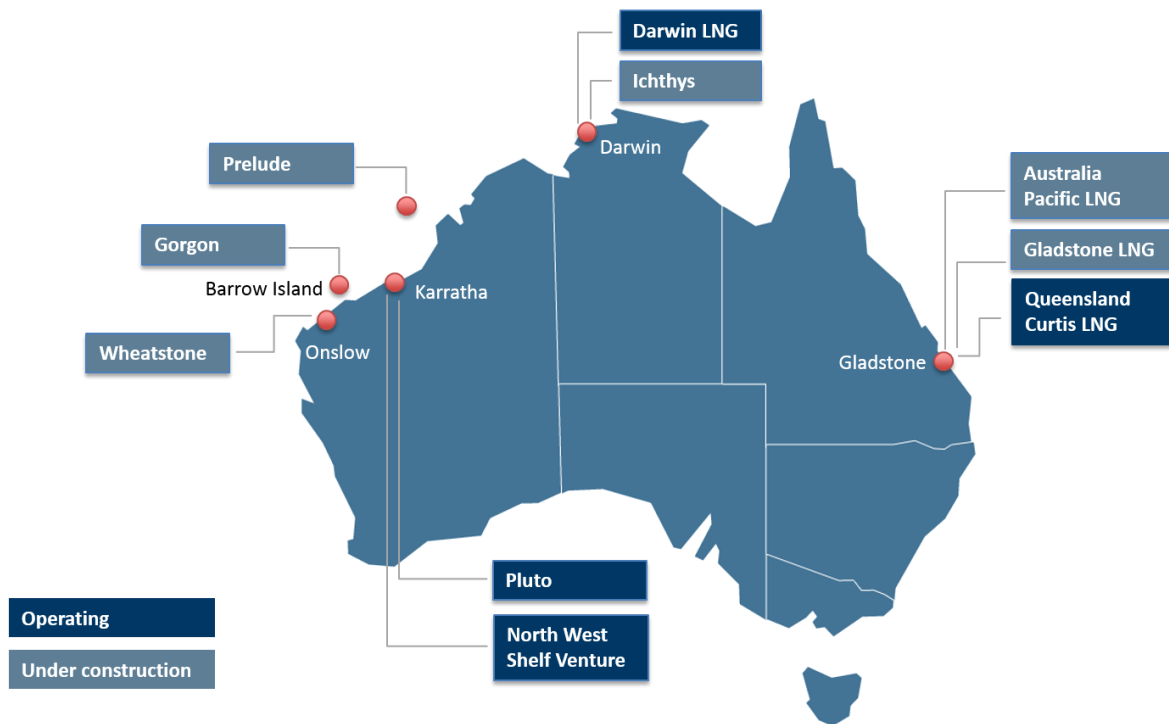 Darwin LNG
Ichthys
Darwin
Prelude
Australia
Pacific LNG
Gorgon
Gladstone LNG
Barrow Island
Karratha
Queensland
Curtis LNG
Wheatstone
Onslow
Gladstone
Pluto
Operating
North West
Shelf Venture
Under construction